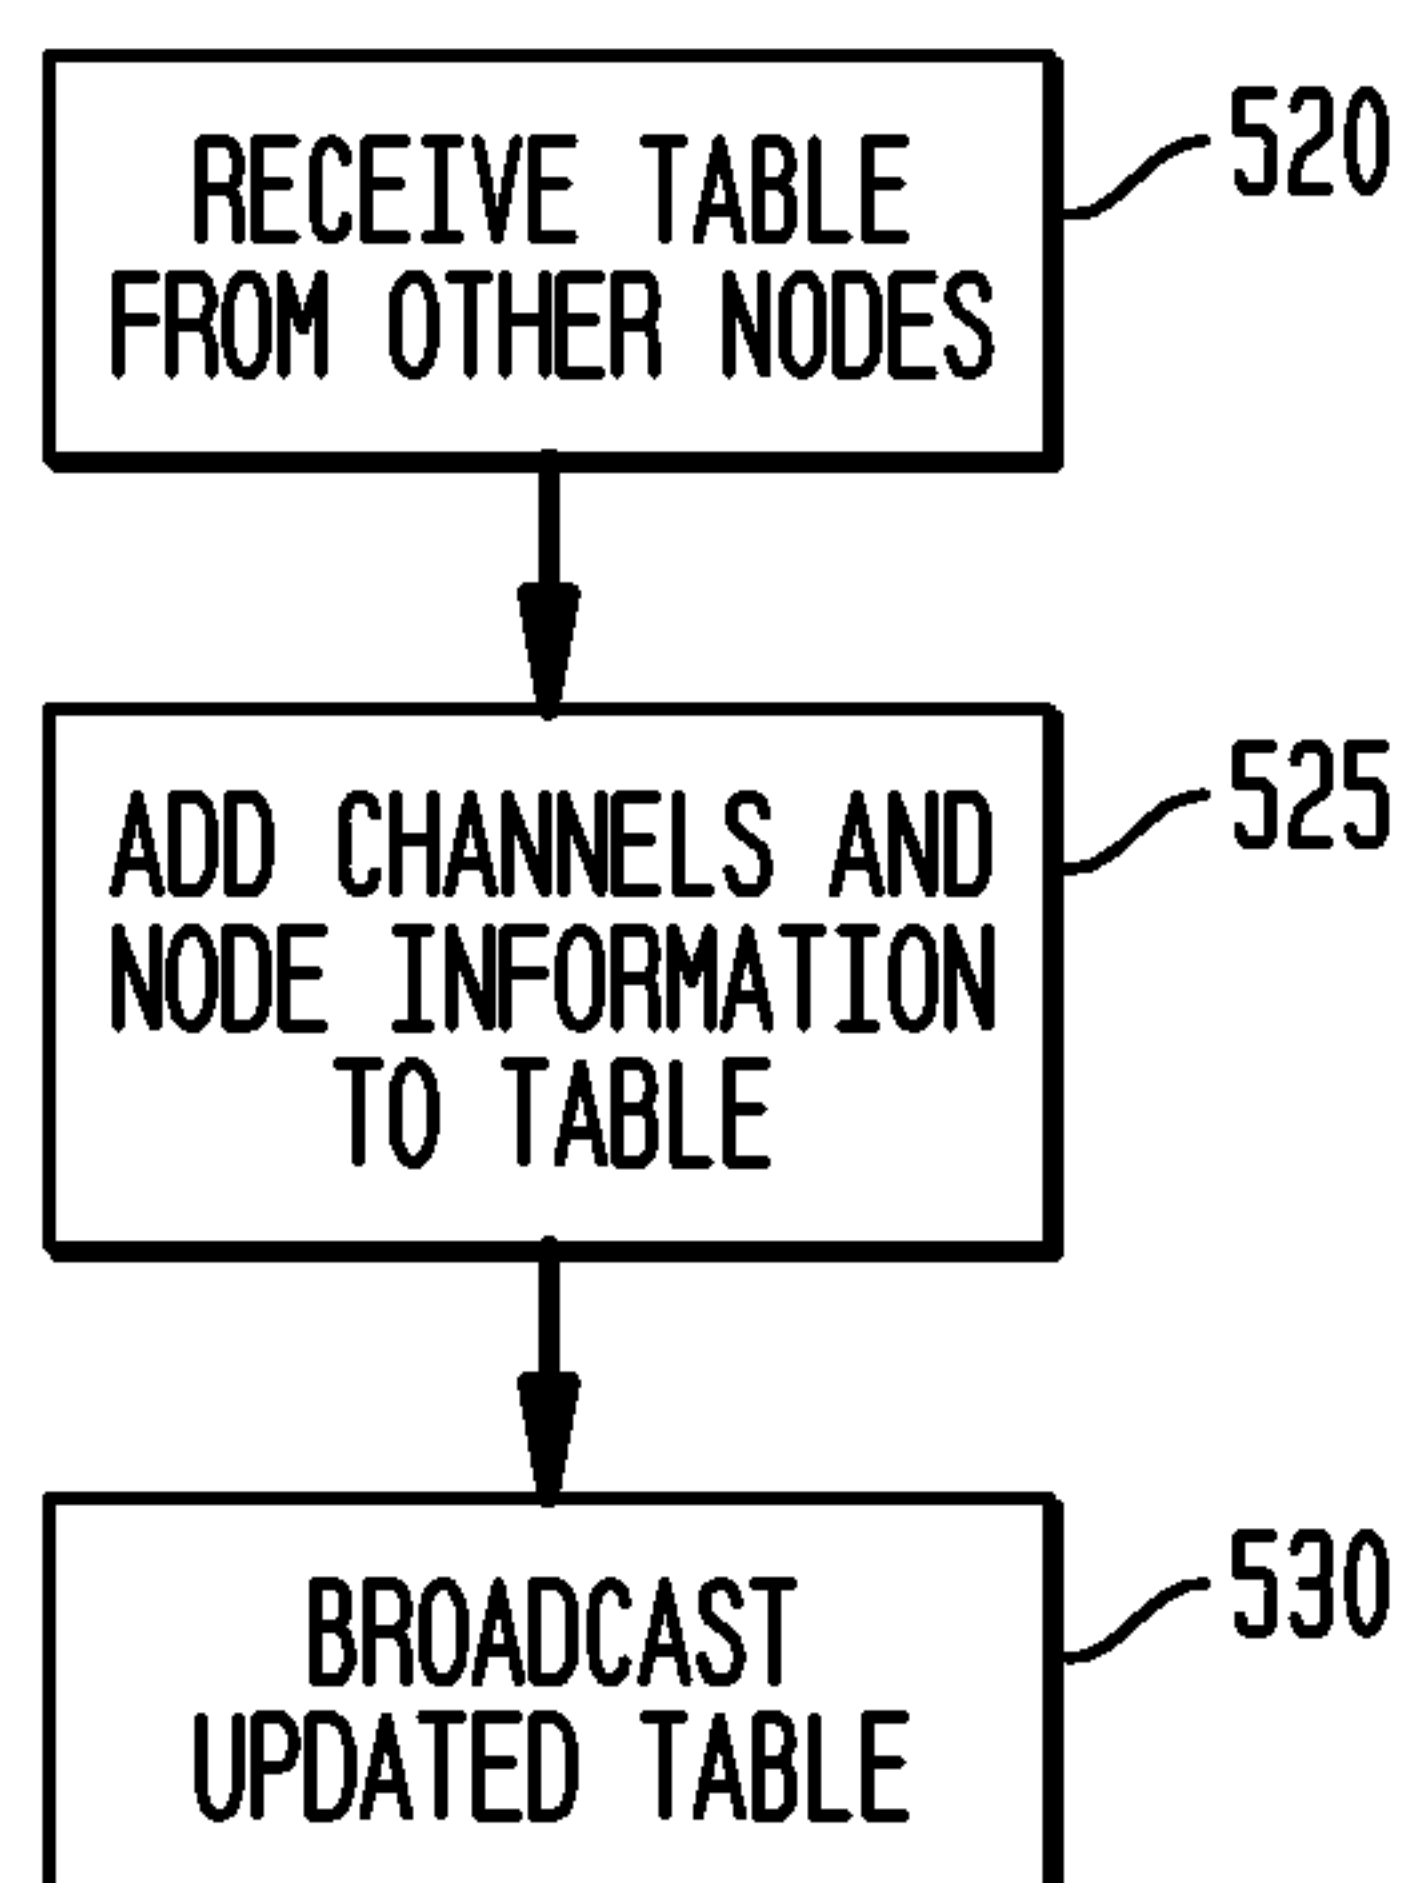 RECEIVE TABLE
FROM OTHER NODES
520
ADD CHANNELS AND
NODE INFORMATION
TO TABLE
525
BROADCAST
UPDATED TABLE
530